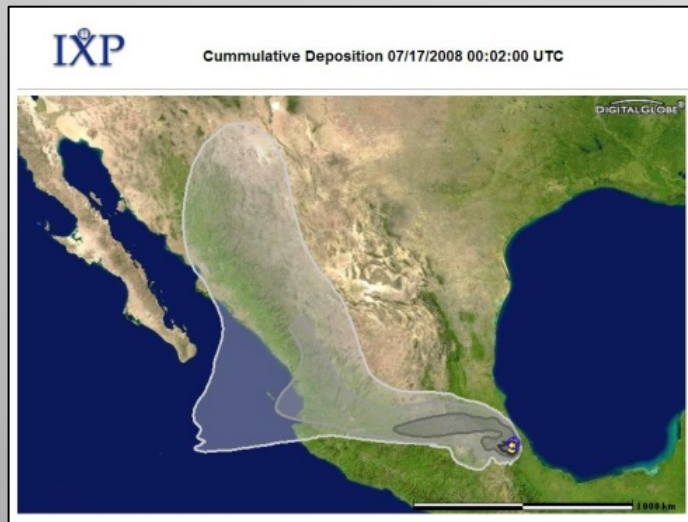 IXP
Cummulative Deposition 07/17/2008 00:02:00 UTC
DIGITALGLOBE®
1000 km